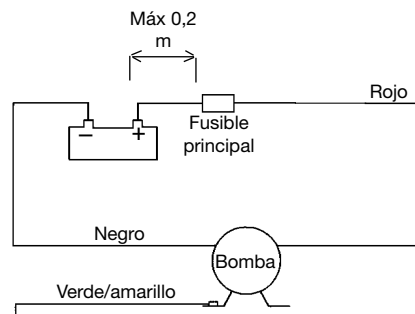 Máx 0,2
m
Rojo
− +
Fusible
principal
Negro
Bomba
Verde/amarillo